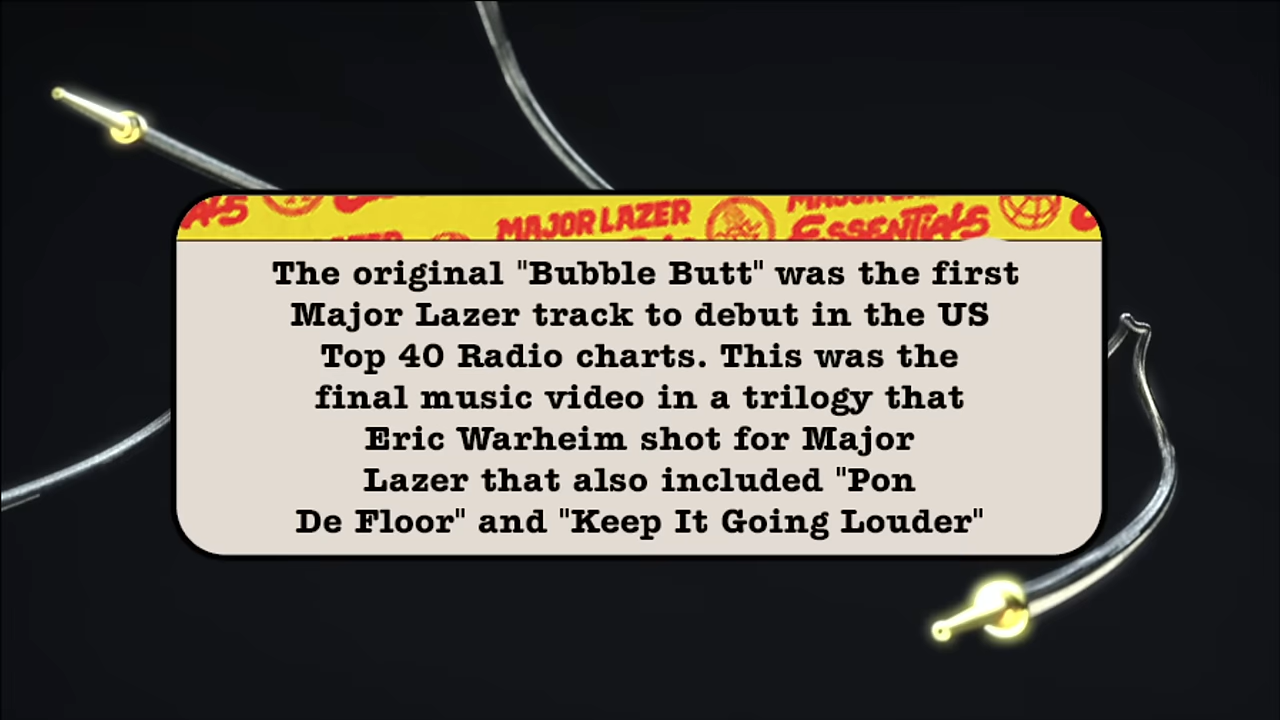 MAJOR LAZER
ESSENTIALS
The original "Bubble Butt" was the first
Major Lazer track to debut in the US
Top 40 Radio charts. This was the
final music video in a trilogy that
Eric Warheim shot for Major
Lazer that also included "Pon
De Floor" and "Keep It Going Louder"